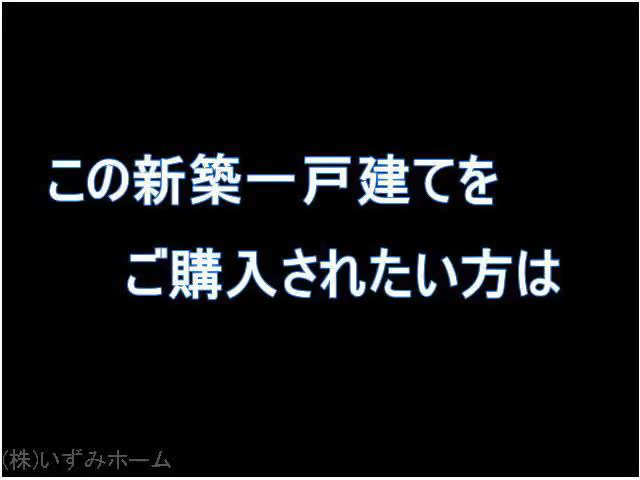 この新築一戸建てを
ご購入されたい方は
(株)いずみホーム